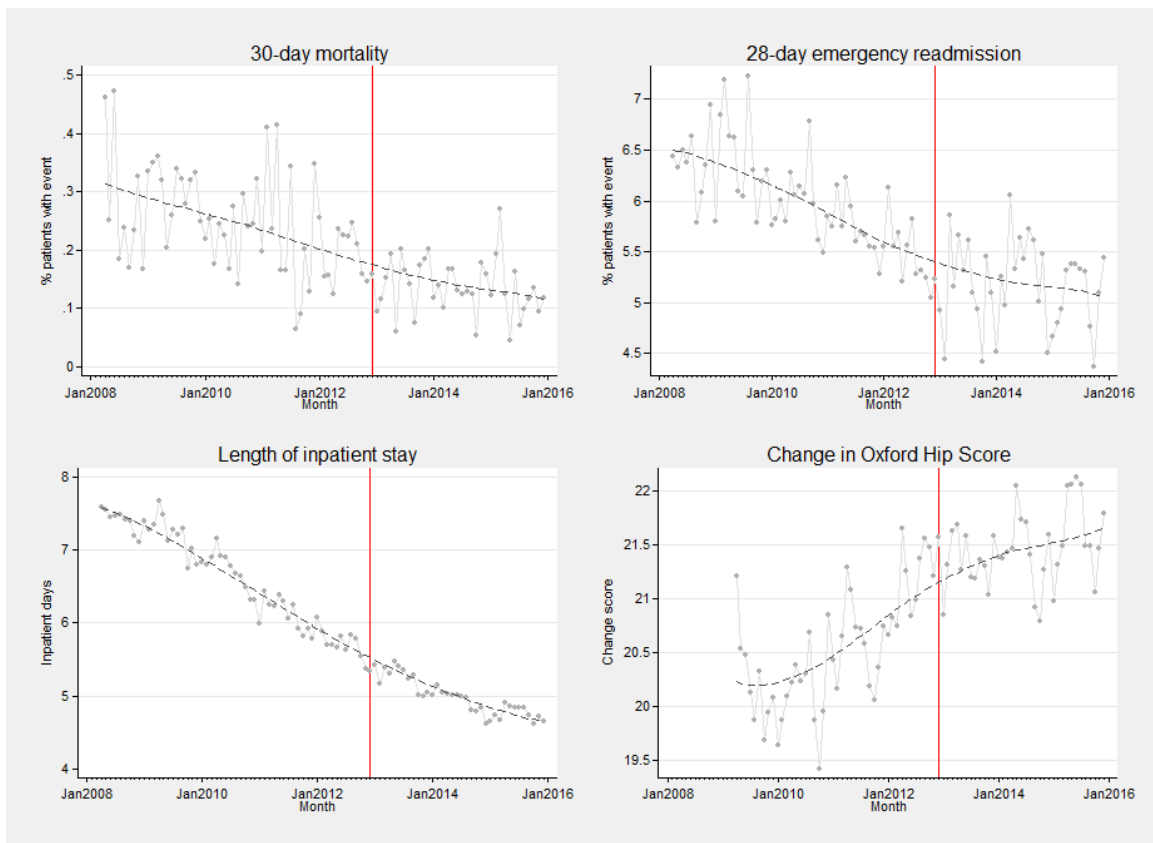 30-day mortality
.5
.4
.3
.2
.1
0
% patients with event
Jan2008 Jan2010 Jan2012 Jan2014 Jan2016
Month
28-day emergency readmission
7
6.5
6
5.5
5
4.5
% patients with event
Jan2008 Jan2010 Jan2012 Jan2014 Jan2016
Month
Length of inpatient stay
8
7
6
5
4
Inpatient days
Jan2008 Jan2010 Jan2012 Jan2014 Jan2016
Month
Change in Oxford Hip Score
22
21.5
21
20.5
20
19.5
Change score
Jan2008 Jan2010 Jan2012 Jan2014 Jan2016
Month